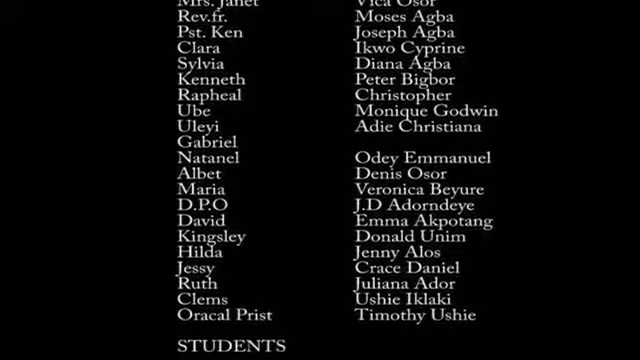 Mrs. Janet Vica Osor
Rev.fr. Moses Agba
Pst. Ken Joseph Agba
Clara Ikwo Cyprine
Sylvia Diana Agba
Kenneth Peter Bigbor
Rapheal Christopher
Ube Monique Godwin
Uleyi Adie Christiana
Gabriel
Natanel Odey Emmanuel
Albet Denis Osor
Maria Veronica Beyure
D.P.O J.D Adorndeye
David Emma Akpotang
Kingsley Donald Unim
Hilda Jenny Alos
Jessy Crace Daniel
Ruth Juliana Ador
Clems Ushie Iklaki
Oracal Prist Timothy Ushie
STUDENTS